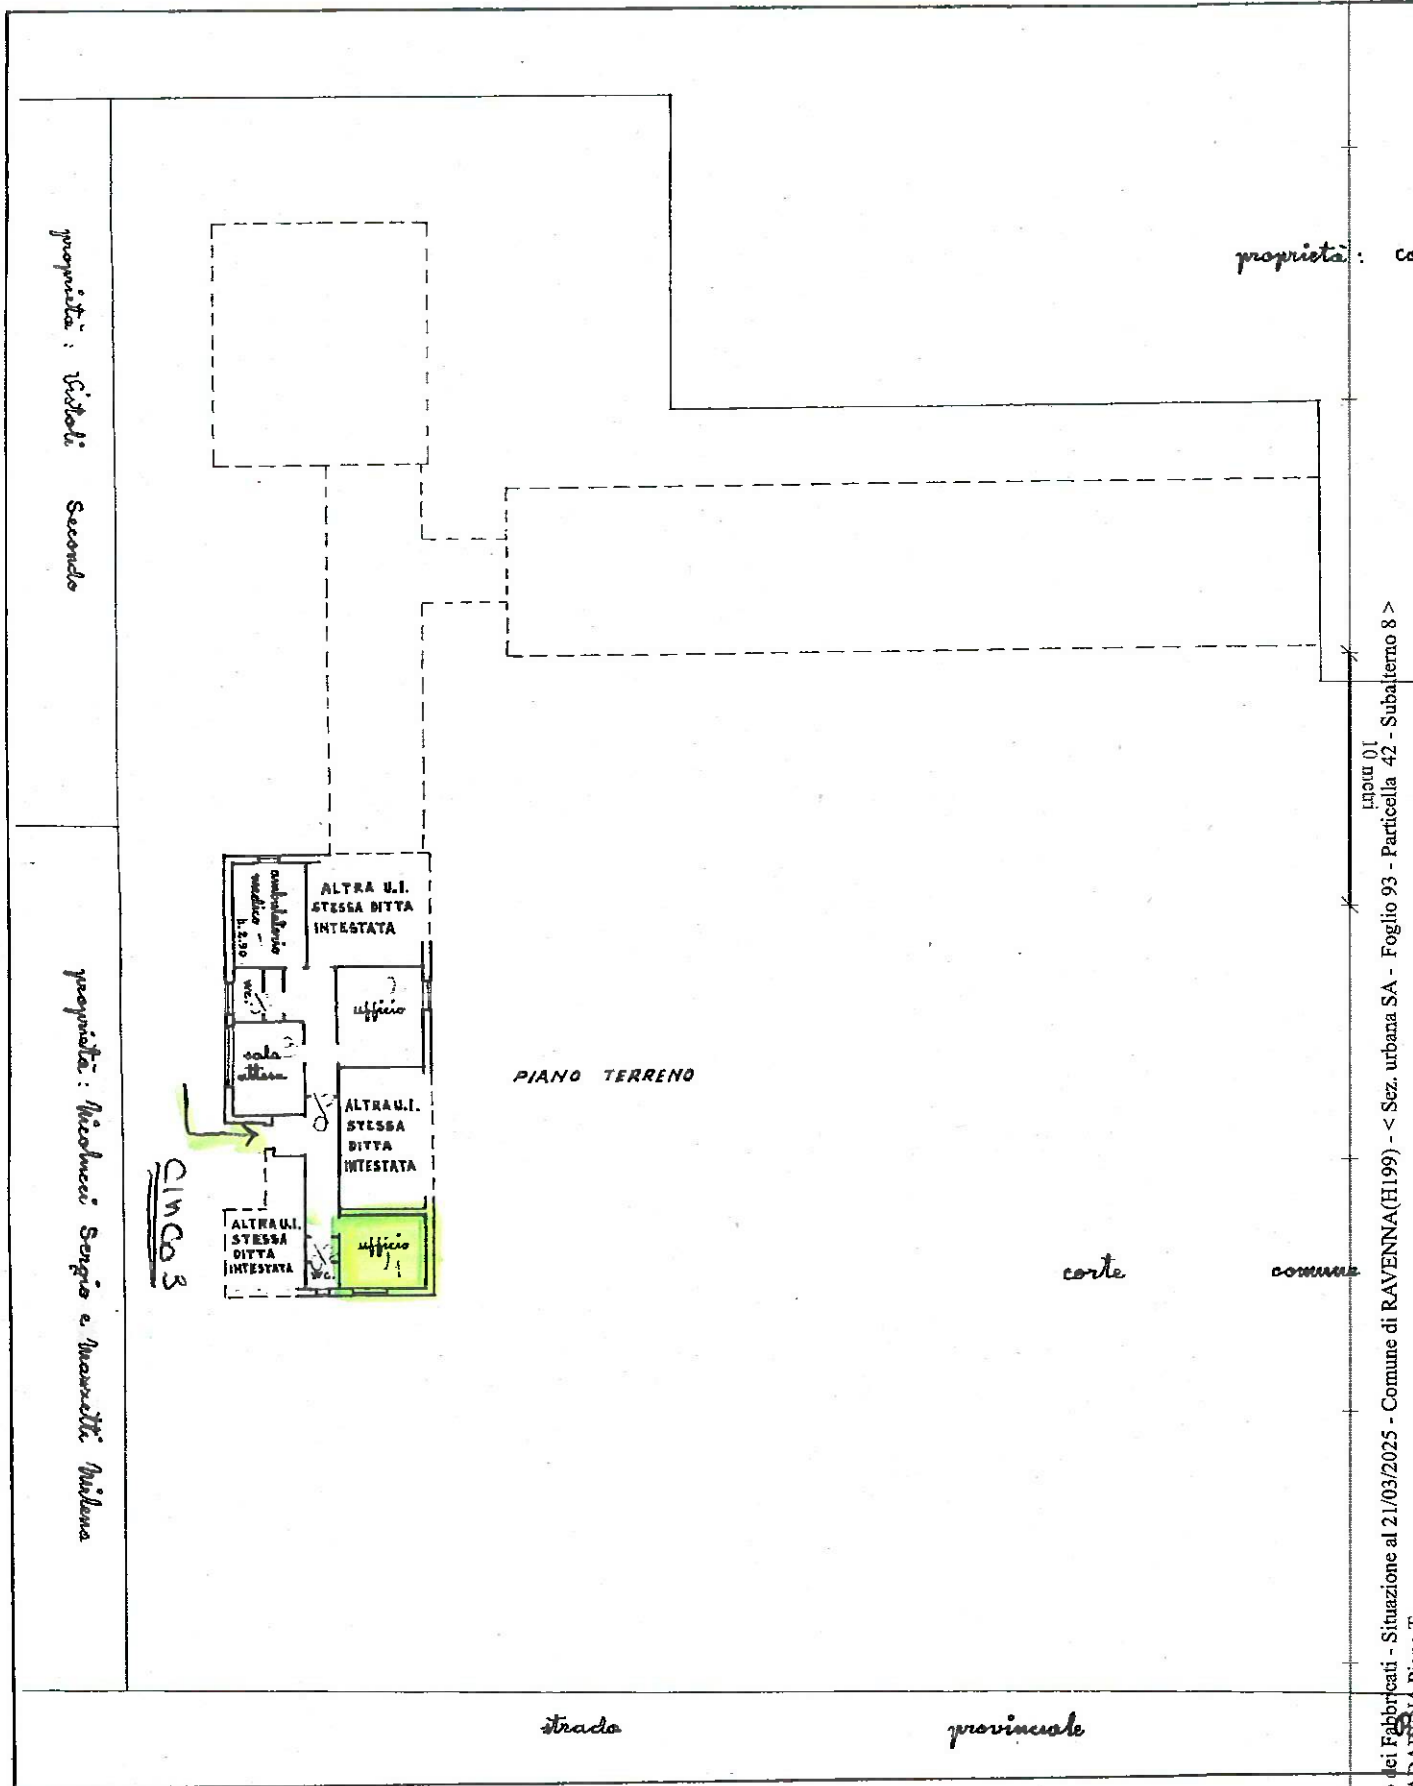 proprietà : co
proprietà : Vistoli Secondo
ambulatorio
medico
h. 2.90
ALTRA U.I.
STESSA DITTA
INTESTATA
wc.
ufficio
sala
attesa
PIANO TERRENO
ALTRA U.I.
STESSA
DITTA
INTESTATA
ALTRA U.I.
STESSA
DITTA
INTESTATA
wc.
ufficio
corte comune
proprietà : Nicolucci Sergio e Manzetti Milena
strada provinciale
10 metri
dei Fabbricati - Situazione al 21/03/2025 - Comune di RAVENNA(H199) - < Sez. urbana SA - Foglio 93 - Particella 42 - Subalterno 8 >